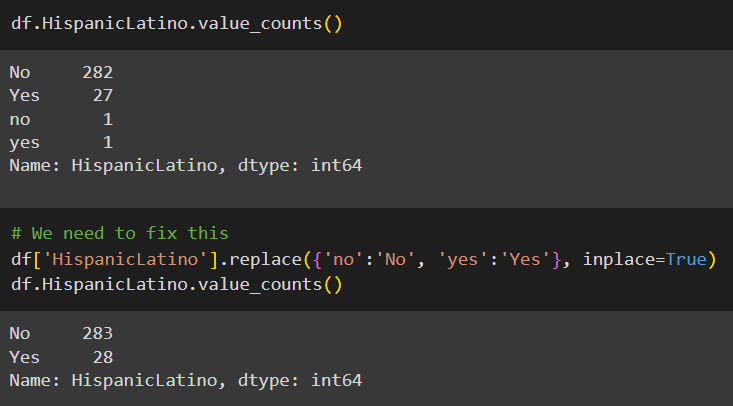 df.HispanicLatino.value_counts()
No     282
Yes     27
no       1
yes      1
Name: HispanicLatino, dtype: int64
# We need to fix this
df['HispanicLatino'].replace({'no':'No', 'yes':'Yes'}, inplace=True)
df.HispanicLatino.value_counts()
No     283
Yes     28
Name: HispanicLatino, dtype: int64